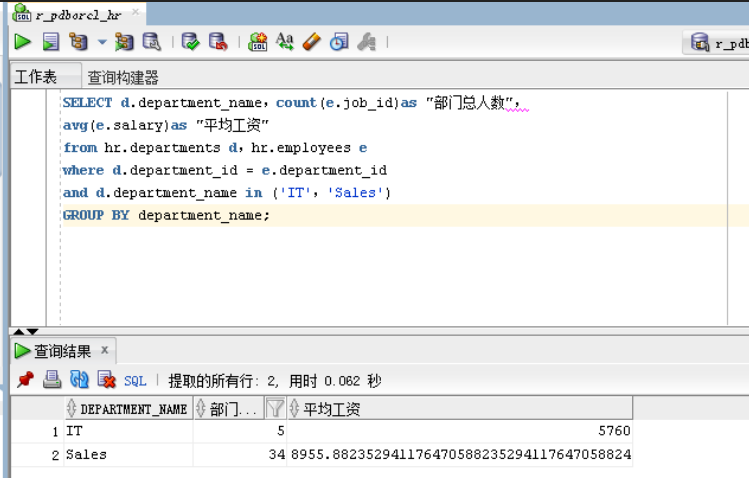 r_pdborcl_hr
r_pdb
工作表 查询构建器
SELECT d.department_name，count(e.job_id)as "部门总人数"，
avg(e.salary)as "平均工资"
from hr.departments d，hr.employees e
where d.department_id = e.department_id
and d.department_name in ('IT'，'Sales')
GROUP BY department_name;
查询结果 x
SQL | 提取的所有行: 2, 用时 0.062 秒
DEPARTMENT_NAME 部门... 平均工资
1 IT 5 5760
2 Sales 34 8955.88235294117647058823529411764705882​4